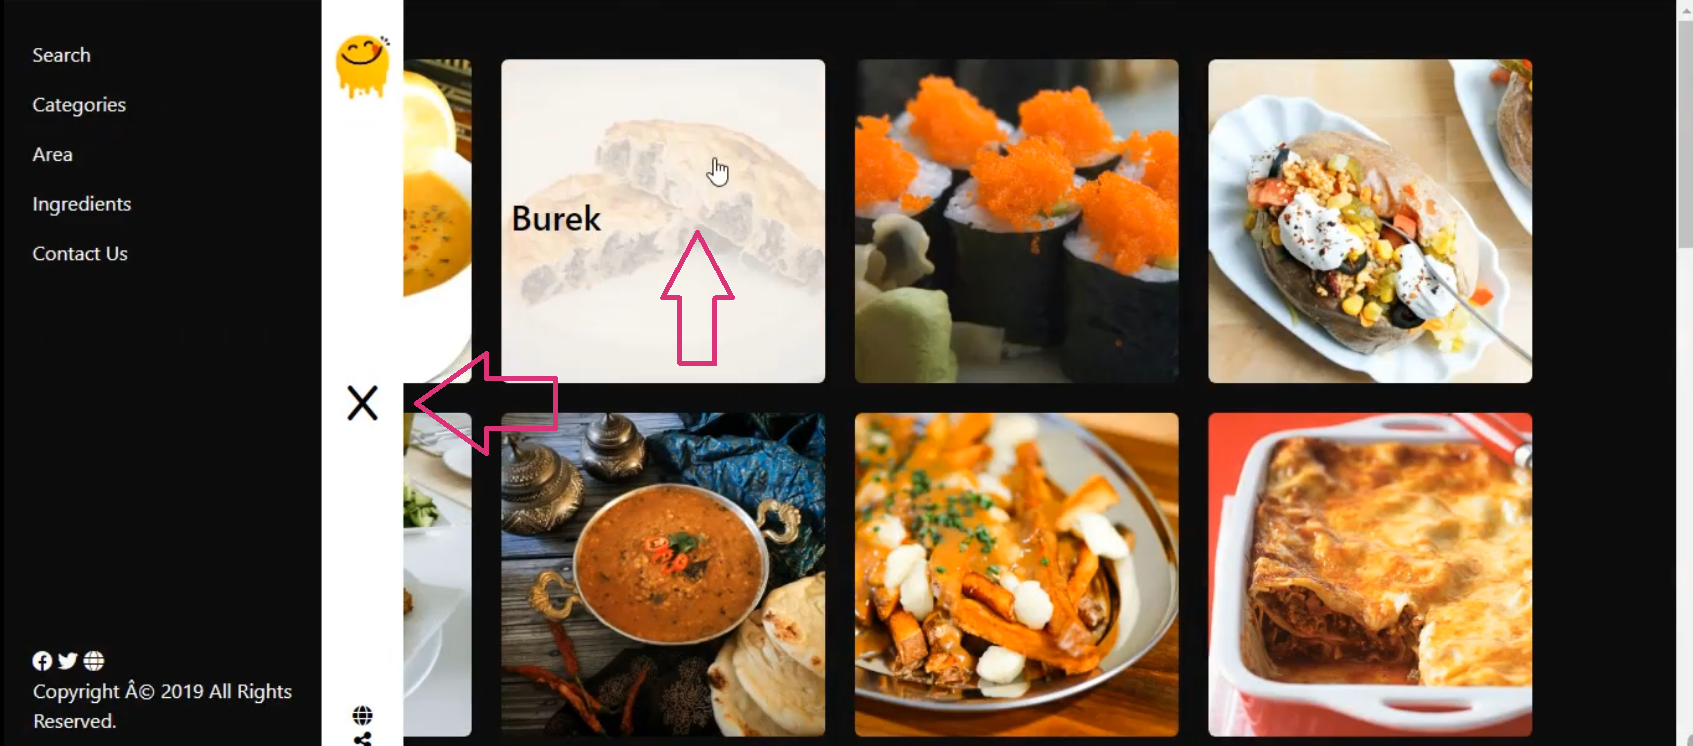 Search
Categories
Area
Ingredients
Contact Us
Burek
Copyright Â© 2019 All Rights
Reserved.